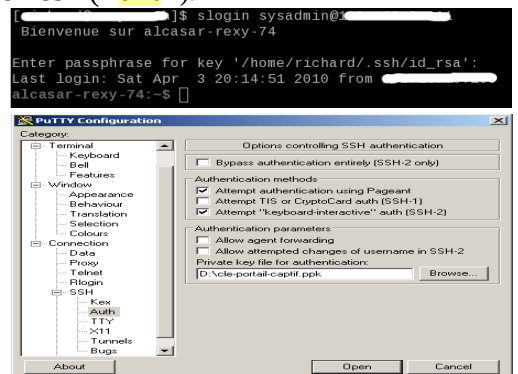 ]$ slogin sysadmin@1
Bienvenue sur alcasar-rexy-74
Enter passphrase for key '/home/richard/.ssh/id_rsa':
Last login: Sat Apr  3 20:14:51 2010 from
alcasar-rexy-74:~$
PuTTY Configuration
Category:
Terminal
Keyboard
Bell
Features
Window
Appearance
Behaviour
Translation
Selection
Colours
Connection
Data
Proxy
Telnet
Rlogin
SSH
Kex
Auth
TTY
X11
Tunnels
Bugs
Options controlling SSH authentication
Bypass authentication entirely (SSH-2 only)
Authentication methods
Attempt authentication using Pageant
Attempt TIS or CryptoCard auth (SSH-1)
Attempt "keyboard-interactive" auth (SSH-2)
Authentication parameters
Allow agent forwarding
Allow attempted changes of username in SSH-2
Private key file for authentication:
D:\cle-portail-captif.ppk
Browse...
About
Open
Cancel